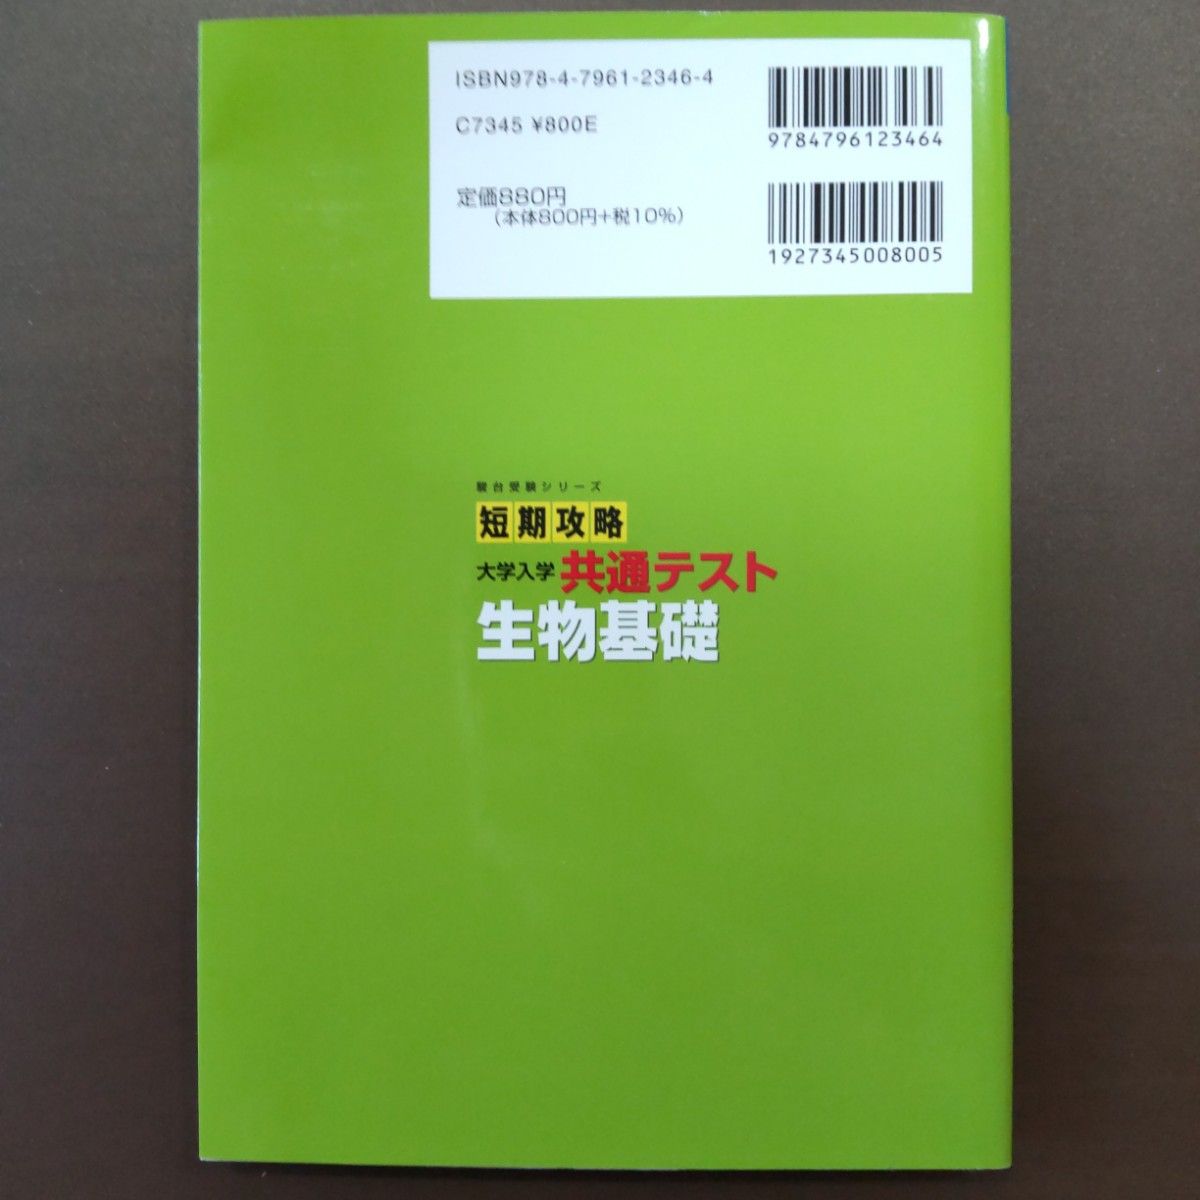 ISBN978-4-7961-2346-4
C7345 ¥800E
定価880円
（本体800円+税10%）
9784796123464
1927345008005
駿台受験シリーズ
短期攻略
大学入学 共通テスト
生物基礎